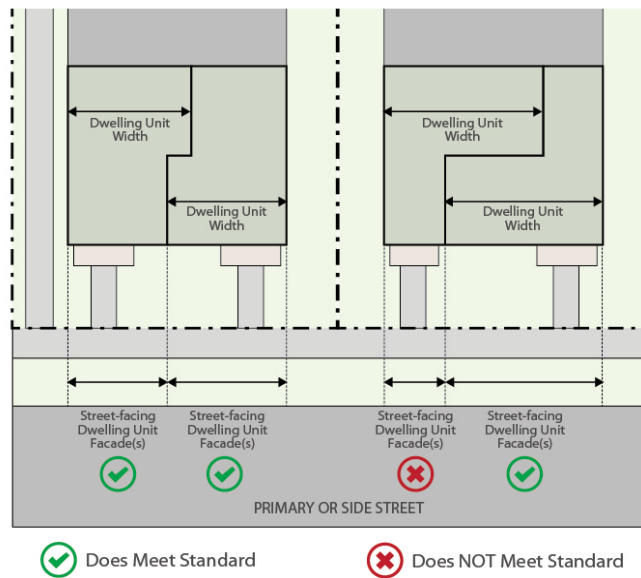 Dwelling Unit
Width
Dwelling Unit
Width
Dwelling Unit
Width
Dwelling Unit
Width
Street-facing
Dwelling Unit
Facade(s)
Street-facing
Dwelling Unit
Facade(s)
Street-facing
Dwelling Unit
Facade(s)
Street-facing
Dwelling Unit
Facade(s)
PRIMARY OR SIDE STREET
Does Meet Standard
Does NOT Meet Standard